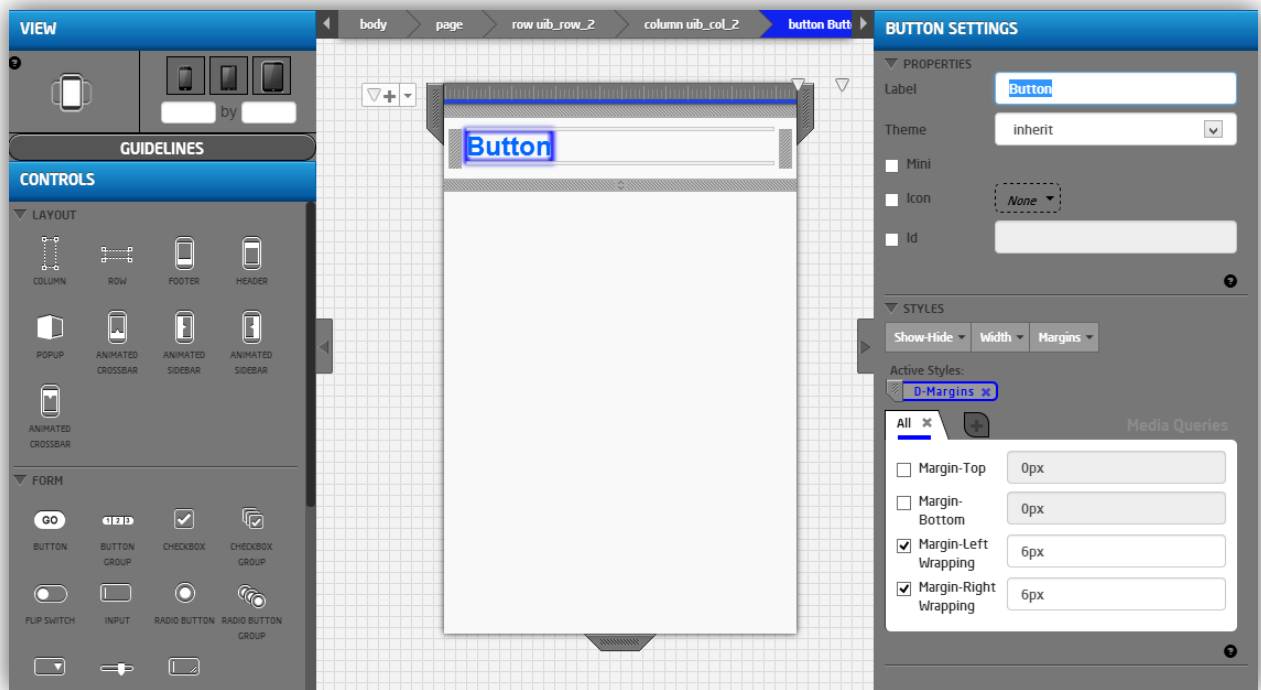 VIEW
by
GUIDELINES
CONTROLS
LAYOUT
COLUMN ROW FOOTER HEADER
POPUP ANIMATED CROSSBAR ANIMATED SIDEBAR ANIMATED SIDEBAR
ANIMATED CROSSBAR
FORM
GO 1 2 3
BUTTON BUTTON GROUP CHECKBOX CHECKBOX GROUP
FLIP SWITCH INPUT RADIO BUTTON RADIO BUTTON GROUP
body page row uib_row_2 column uib_col_2 button Butt
Button
BUTTON SETTINGS
PROPERTIES
Label Button
Theme inherit
Mini
Icon None
Id
?
STYLES
Show-Hide Width Margins
Active Styles:
D-Margins x
All x + Media Queries
Margin-Top 0px
Margin-
Bottom 0px
Margin-Left
Wrapping 6px
Margin-Right
Wrapping 6px
?